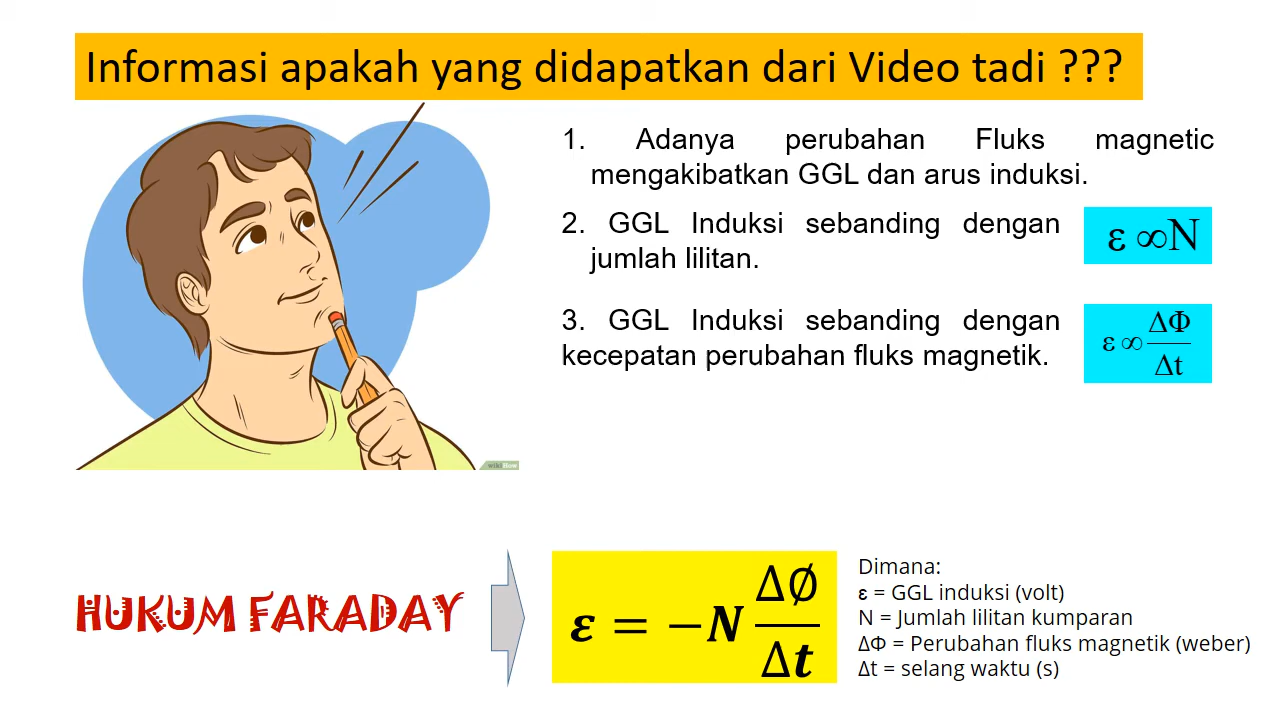 Informasi apakah yang didapatkan dari Video tadi ???
1. Adanya perubahan Fluks magnetic
mengakibatkan GGL dan arus induksi.
2. GGL Induksi sebanding dengan
jumlah lilitan.
ε ∞N
3. GGL Induksi sebanding dengan
kecepatan perubahan fluks magnetik.
ε ∞ ΔΦ/Δt
wikiHow
HUKUM FARADAY
ε = −N ΔØ/Δt
Dimana:
ε = GGL induksi (volt)
N = Jumlah lilitan kumparan
ΔΦ = Perubahan fluks magnetik (weber)
Δt = selang waktu (s)